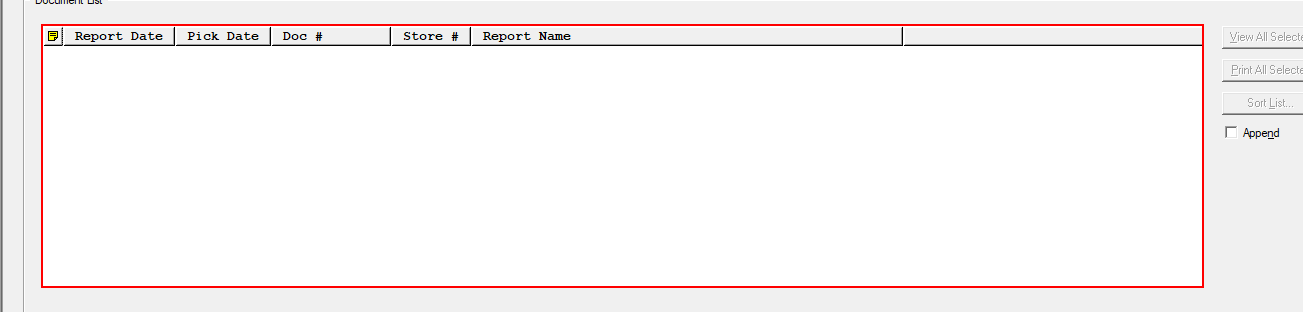 Document List
Report Date Pick Date Doc # Store # Report Name
View All Selecte
Print All Selecte
Sort List...
Append